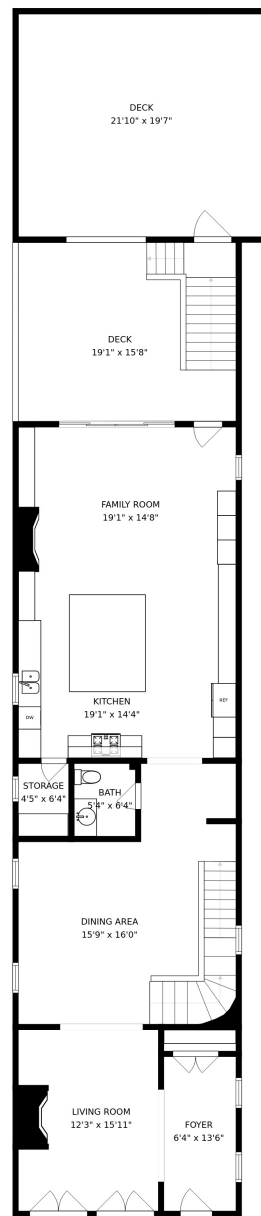 DECK
21'10" x 19'7"
DECK
19'1" x 15'8"
FAMILY ROOM
19'1" x 14'8"
REF
KITCHEN
19'1" x 14'4"
DW
STORAGE
4'5" x 6'4"
BATH
5'4" x 6'4"
DINING AREA
15'9" x 16'0"
LIVING ROOM
12'3" x 15'11"
FOYER
6'4" x 13'6"